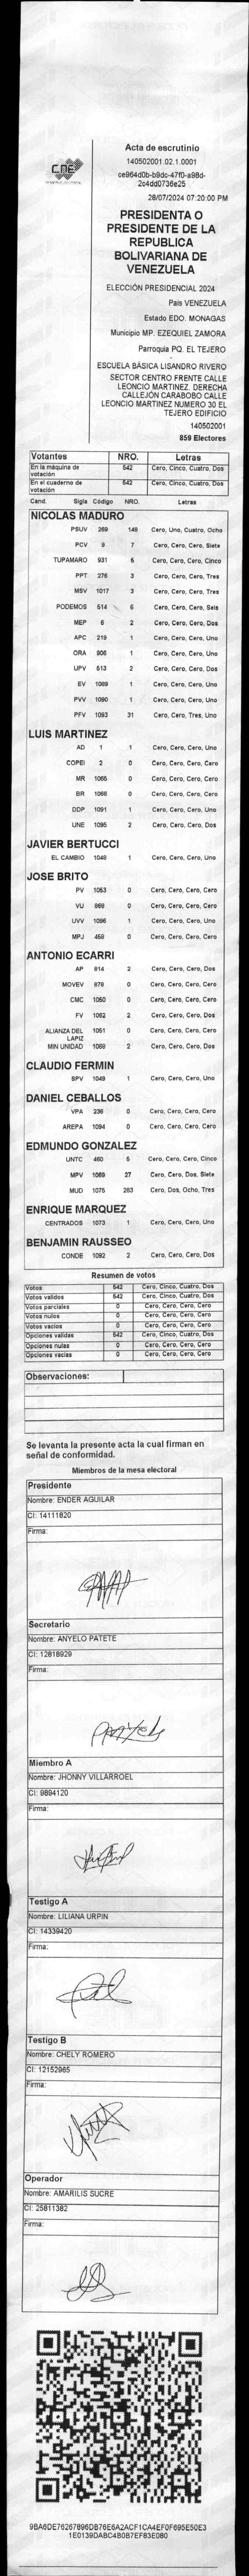 CDE
Acta de escrutinio
140502001.02.1.0001
ce964d0b-b9dc-47f0-a98d-
2c4dd0736e25
28/07/2024 07:20:00 PM
PRESIDENTA O
PRESIDENTE DE LA
REPUBLICA
BOLIVARIANA DE
VENEZUELA
ELECCIÓN PRESIDENCIAL 2024
Pais VENEZUELA
Estado EDO. MONAGAS
Municipio MP. EZEQUIEL ZAMORA
Parroquia PQ. EL TEJERO
-
ESCUELA BÁSICA LISANDRO RIVERO
SECTOR CENTRO FRENTE CALLE
LEONCIO MARTINEZ. DERECHA
CALLEJÓN CARABOBO CALLE
LEONCIO MARTINEZ NUMERO 30 EL
TEJERO EDIFICIO
140502001
859 Electores
Votantes NRO. Letras
En la máquina de votación 542 Cero, Cinco, Cuatro, Dos
En el cuaderno de votación 542 Cero, Cinco, Cuatro, Dos
Cand. Sigla Código NRO. Letras
NICOLAS MADURO
PSUV 269 148 Cero, Uno, Cuatro, Ocho
PCV 9 7 Cero, Cero, Cero, Siete
TUPAMARO 931 5 Cero, Cero, Cero, Cinco
PPT 276 3 Cero, Cero, Cero, Tres
MSV 1017 3 Cero, Cero, Cero, Tres
PODEMOS 514 6 Cero, Cero, Cero, Seis
MEP 6 2 Cero, Cero, Cero, Dos
APC 219 1 Cero, Cero, Cero, Uno
ORA 906 1 Cero, Cero, Cero, Uno
UPV 513 2 Cero, Cero, Cero, Dos
EV 1089 1 Cero, Cero, Cero, Uno
PVV 1090 1 Cero, Cero, Cero, Uno
PFV 1093 31 Cero, Cero, Tres, Uno
LUIS MARTINEZ
AD 1 1 Cero, Cero, Cero, Uno
COPEI 2 0 Cero, Cero, Cero, Cero
MR 1065 0 Cero, Cero, Cero, Cero
BR 1068 0 Cero, Cero, Cero, Cero
DDP 1091 1 Cero, Cero, Cero, Uno
UNE 1095 2 Cero, Cero, Cero, Dos
JAVIER BERTUCCI
EL CAMBIO 1048 1 Cero, Cero, Cero, Uno
JOSE BRITO
PV 1053 0 Cero, Cero, Cero, Cero
VU 868 0 Cero, Cero, Cero, Cero
UVV 1096 1 Cero, Cero, Cero, Uno
MPJ 458 0 Cero, Cero, Cero, Cero
ANTONIO ECARRI
AP 814 2 Cero, Cero, Cero, Dos
MOVEV 878 0 Cero, Cero, Cero, Cero
CMC 1050 0 Cero, Cero, Cero, Cero
FV 1062 2 Cero, Cero, Cero, Dos
ALIANZA DEL LAPIZ 1051 0 Cero, Cero, Cero, Cero
MIN UNIDAD 1069 2 Cero, Cero, Cero, Dos
CLAUDIO FERMIN
SPV 1049 1 Cero, Cero, Cero, Uno
DANIEL CEBALLOS
VPA 236 0 Cero, Cero, Cero, Cero
AREPA 1094 0 Cero, Cero, Cero, Cero
EDMUNDO GONZALEZ
UNTC 460 5 Cero, Cero, Cero, Cinco
MPV 1069 27 Cero, Cero, Dos, Siete
MUD 1075 283 Cero, Dos, Ocho, Tres
ENRIQUE MARQUEZ
CENTRADOS 1073 1 Cero, Cero, Cero, Uno
BENJAMIN RAUSSEO
CONDE 1092 2 Cero, Cero, Cero, Dos
Resumen de votos
Votos 542 Cero, Cinco, Cuatro, Dos
Votos validos 542 Cero, Cinco, Cuatro, Dos
Votos parciales 0 Cero, Cero, Cero, Cero
Votos nulos 0 Cero, Cero, Cero, Cero
Votos vacios 0 Cero, Cero, Cero, Cero
Opciones validas 542 Cero, Cinco, Cuatro, Dos
Opciones nulas 0 Cero, Cero, Cero, Cero
Opciones vacias 0 Cero, Cero, Cero, Cero
Observaciones:
Se levanta la presente acta la cual firman en
señal de conformidad.
Miembros de la mesa electoral
Presidente
Nombre: ENDER AGUILAR
CI: 14111820
Firma:
Secretario
Nombre: ANYELO PATETE
CI: 12818929
Firma:
Miembro A
Nombre: JHONNY VILLARROEL
CI: 9894120
Firma:
Testigo A
Nombre: LILIANA URPIN
CI: 14339420
Firma:
Testigo B
Nombre: CHELY ROMERO
CI: 12152965
Firma:
Operador
Nombre: AMARILIS SUCRE
CI: 25811382
Firma:
9BA6DE76267896DB76E6A2ACF1CA4EF0F695E50E3
1E0139DABC4B0B7EF83E080